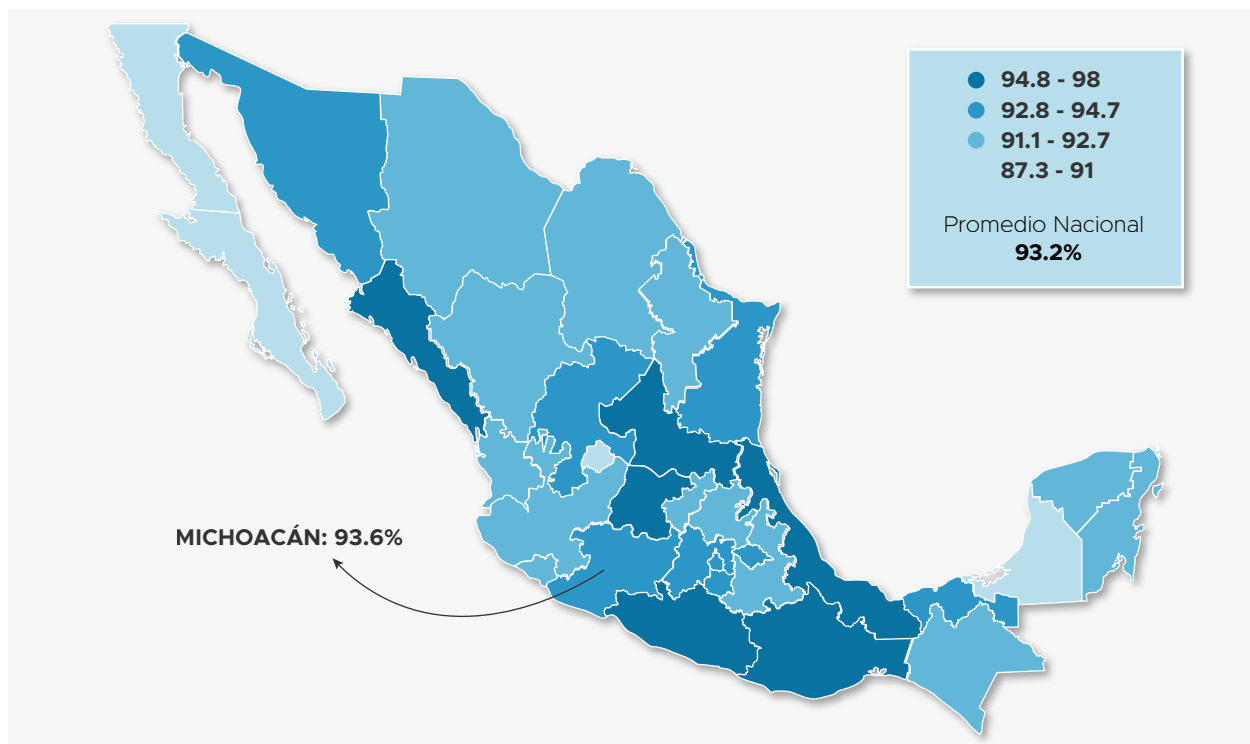 94.8 - 98
92.8 - 94.7
91.1 - 92.7
87.3 - 91
Promedio Nacional
93.2%
MICHOACÁN: 93.6%